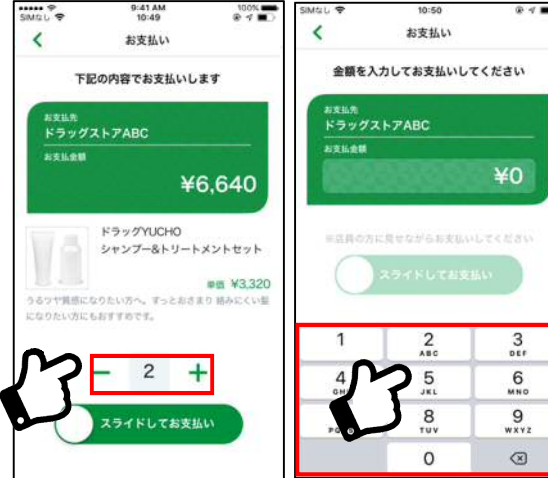 9:41 AM
100%
SIMなし
10:49
お支払い
下記の内容でお支払いします
お支払先
ドラッグストアABC
お支払金額
¥6,640
ドラッグYUCHO
シャンプー&トリートメントセット
単価 ¥3,320
うるツヤ質感になりたい方へ。ずっとおさまり 絡みにくい髪
になりたい方にもおすすめです。
− 2 +
スライドしてお支払い
SIMなし
10:50
お支払い
金額を入力してお支払いしてください
お支払先
ドラッグストアABC
お支払金額
¥0
※店員の方に見せながらお支払いしてください
スライドしてお支払い
1 2 3
ABC DEF
4 5 6
JKL MNO
8 9
TUV WXYZ
0